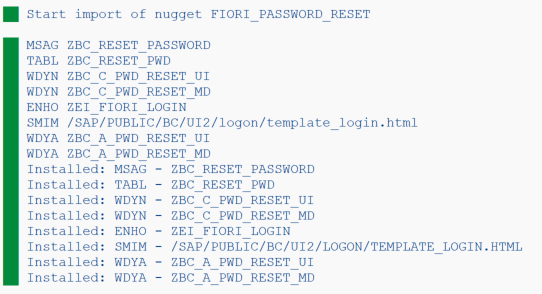 Start import of nugget FIORI_PASSWORD_RESET
MSAG ZBC_RESET_PASSWORD
TABL ZBC_RESET_PWD
WDYN ZBC_C_PWD_RESET_UI
WDYN ZBC_C_PWD_RESET_MD
ENHO ZEI_FIORI_LOGIN
SMIM /SAP/PUBLIC/BC/UI2/logon/template_login.html
WDYA ZBC_A_PWD_RESET_UI
WDYA ZBC_A_PWD_RESET_MD
Installed: MSAG - ZBC_RESET_PASSWORD
Installed: TABL - ZBC_RESET_PWD
Installed: WDYN - ZBC_C_PWD_RESET_UI
Installed: WDYN - ZBC_C_PWD_RESET_MD
Installed: ENHO - ZEI_FIORI_LOGIN
Installed: SMIM - /SAP/PUBLIC/BC/UI2/LOGON/TEMPLATE_LOGIN.HTML
Installed: WDYA - ZBC_A_PWD_RESET_UI
Installed: WDYA - ZBC_A_PWD_RESET_MD